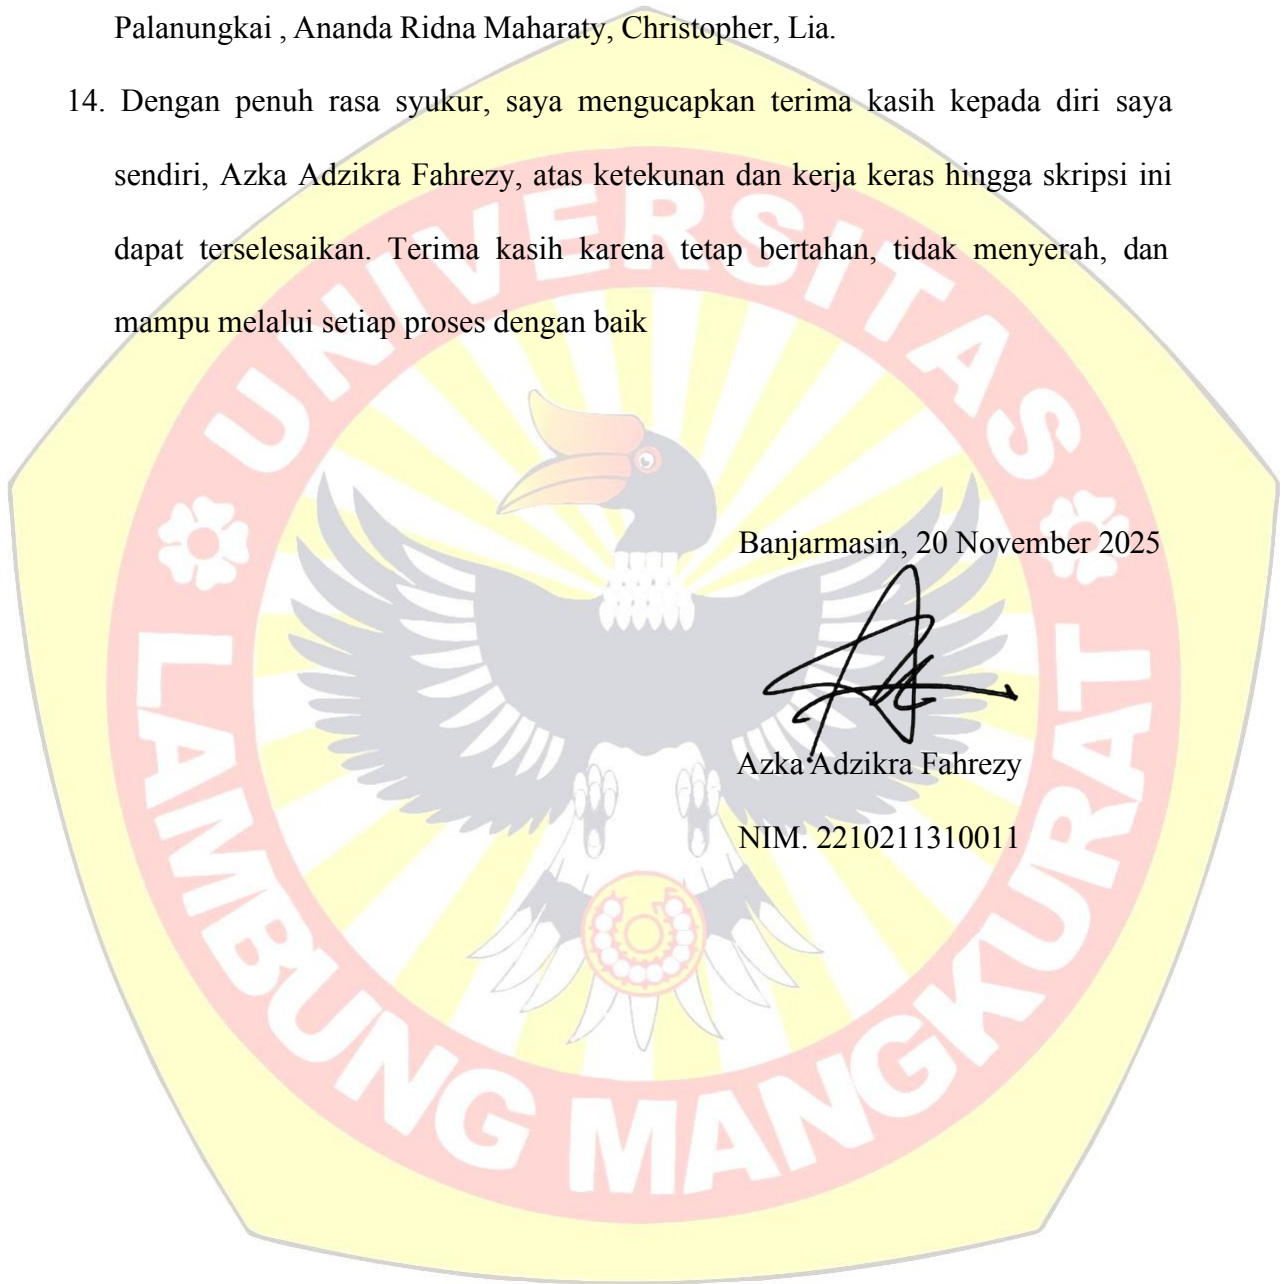 Palanungkai , Ananda Ridna Maharaty, Christopher, Lia.
14. Dengan penuh rasa syukur, saya mengucapkan terima kasih kepada diri saya
sendiri, Azka Adzikra Fahrezy, atas ketekunan dan kerja keras hingga skripsi ini
dapat terselesaikan. Terima kasih karena tetap bertahan, tidak menyerah, dan
mampu melalui setiap proses dengan baik
UNIVERSITAS
LAMBUNG MANGKURAT
Banjarmasin, 20 November 2025
Azka Adzikra Fahrezy
NIM. 2210211310011